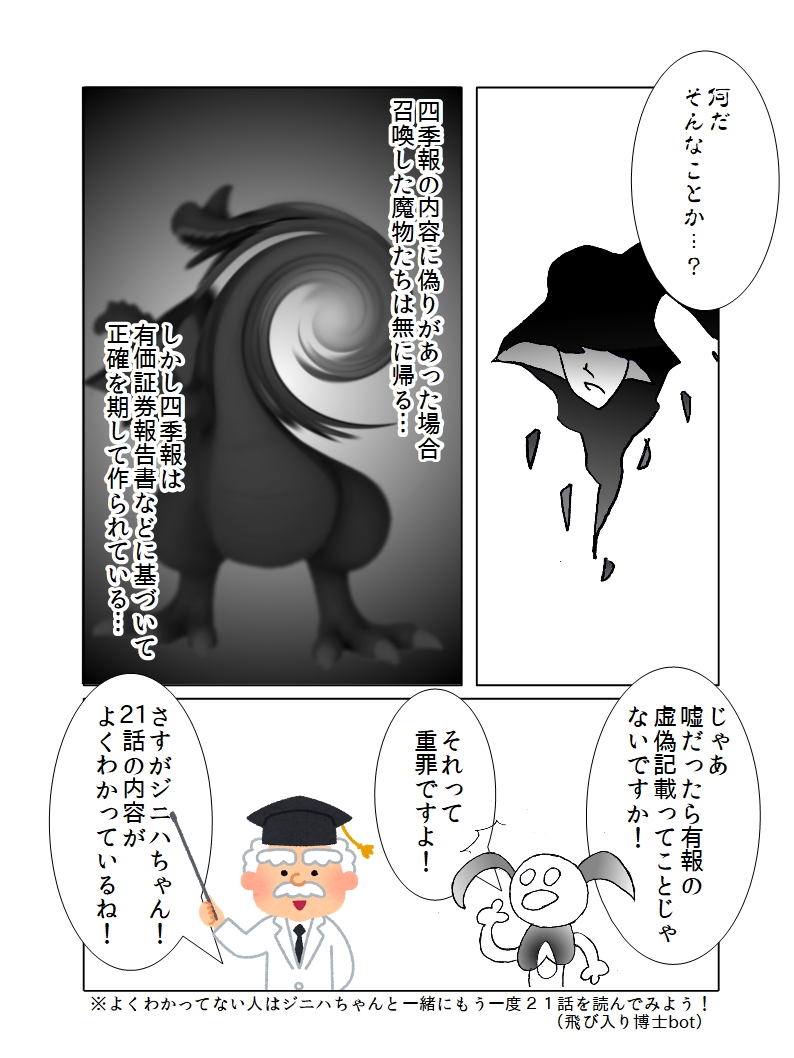 何だ
そんなことか…？
四季報の内容に偽りがあった場合
召喚した魔物たちは無に帰る…
しかし四季報は
有価証券報告書などに基づいて
正確を期して作られている…
じゃあ
嘘だったら有報の
虚偽記載ってことじゃ
ないですか！
それって
重罪ですよ！
さすがジニハちゃん！
21話の内容が
よくわかっているね！
※よくわかってない人はジニハちゃんと一緒にもう一度２１話を読んでみよう！
（飛び入り博士bot）